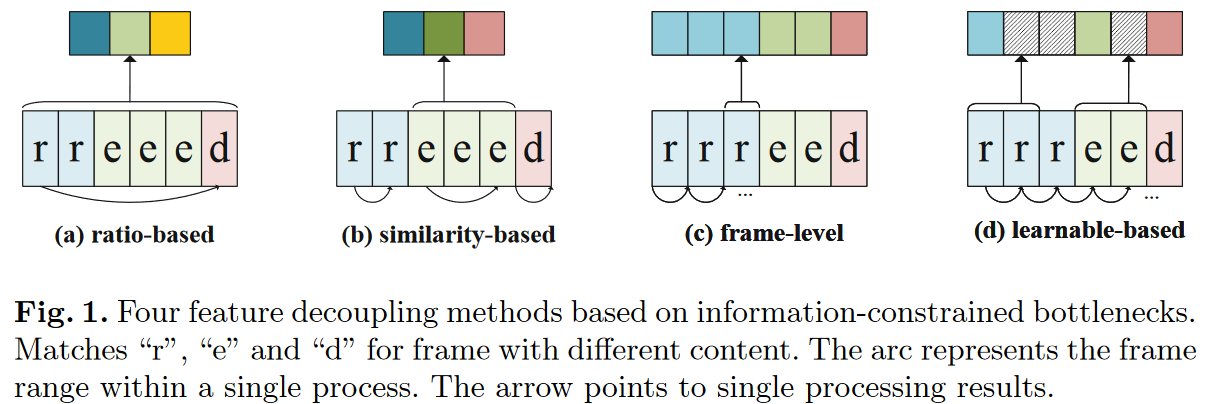 r r e e e d
r r e e e d
r r r e e d
r r r e e d
...
...
(a) ratio-based
(b) similarity-based
(c) frame-level
(d) learnable-based
Fig. 1. Four feature decoupling methods based on information-constrained bottlenecks.
Matches “r”, “e” and “d” for frame with different content. The arc represents the frame
range within a single process. The arrow points to single processing results.